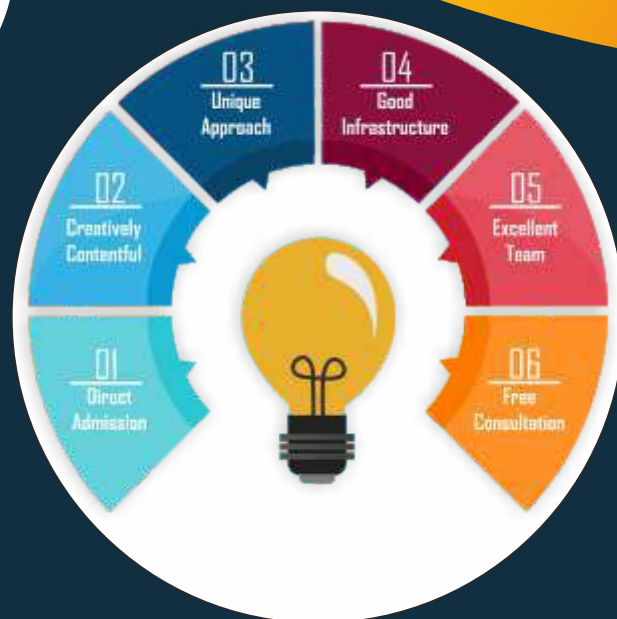 01
Direct
Admission
02
Creatively
Contentful
03
Unique
Approach
04
Good
Infrastructure
05
Excellent
Team
06
Free
Consultation